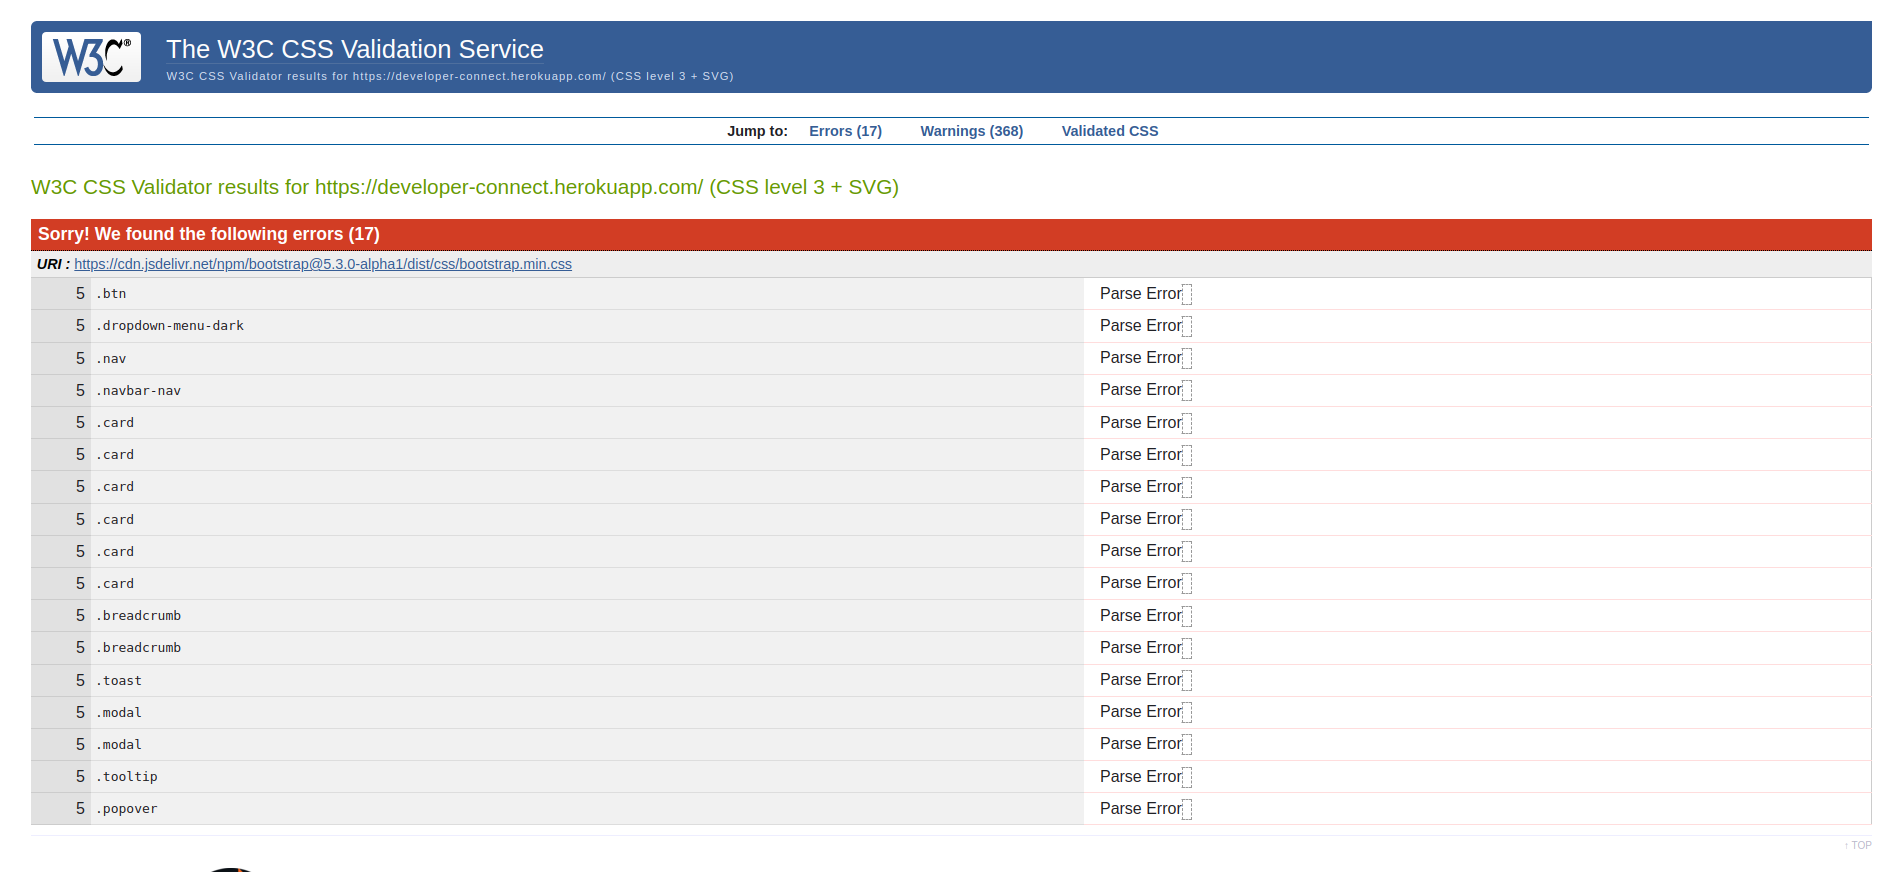 W3C®
The W3C CSS Validation Service
W3C CSS Validator results for https://developer-connect.herokuapp.com/ (CSS level 3 + SVG)
Jump to: Errors (17) Warnings (368) Validated CSS
W3C CSS Validator results for https://developer-connect.herokuapp.com/ (CSS level 3 + SVG)
Sorry! We found the following errors (17)
URI : https://cdn.jsdelivr.net/npm/bootstrap@5.3.0-alpha1/dist/css/bootstrap.min.css
5 .btn Parse Error
5 .dropdown-menu-dark Parse Error
5 .nav Parse Error
5 .navbar-nav Parse Error
5 .card Parse Error
5 .card Parse Error
5 .card Parse Error
5 .card Parse Error
5 .card Parse Error
5 .card Parse Error
5 .breadcrumb Parse Error
5 .breadcrumb Parse Error
5 .toast Parse Error
5 .modal Parse Error
5 .modal Parse Error
5 .tooltip Parse Error
5 .popover Parse Error
↑ TOP